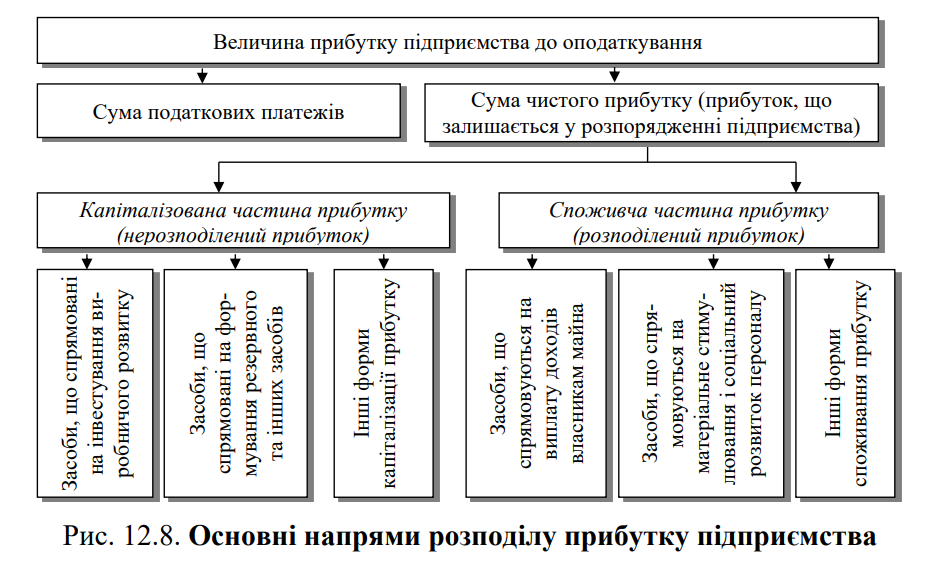 Величина прибутку підприємства до оподаткування
Сума податкових платежів
Сума чистого прибутку (прибуток, що
залишається у розпорядженні підприємства)
Капіталізована частина прибутку
(нерозподілений прибуток)
Споживча частина прибутку
(розподілений прибуток)
Засоби, що спрямовані
на інвестування ви-
робничого розвитку
Засоби, що
спрямовані на фор-
мування резервного
та інших засобів
Інші форми
капіталізації прибутку
Засоби, що
спрямовуються на
виплату доходів
власникам майна
Засоби, що спря-
мовуються на
матеріальне стиму-
лювання і соціальний
розвиток персоналу
Інші форми
споживання прибутку
Рис. 12.8. Основні напрями розподілу прибутку підприємства